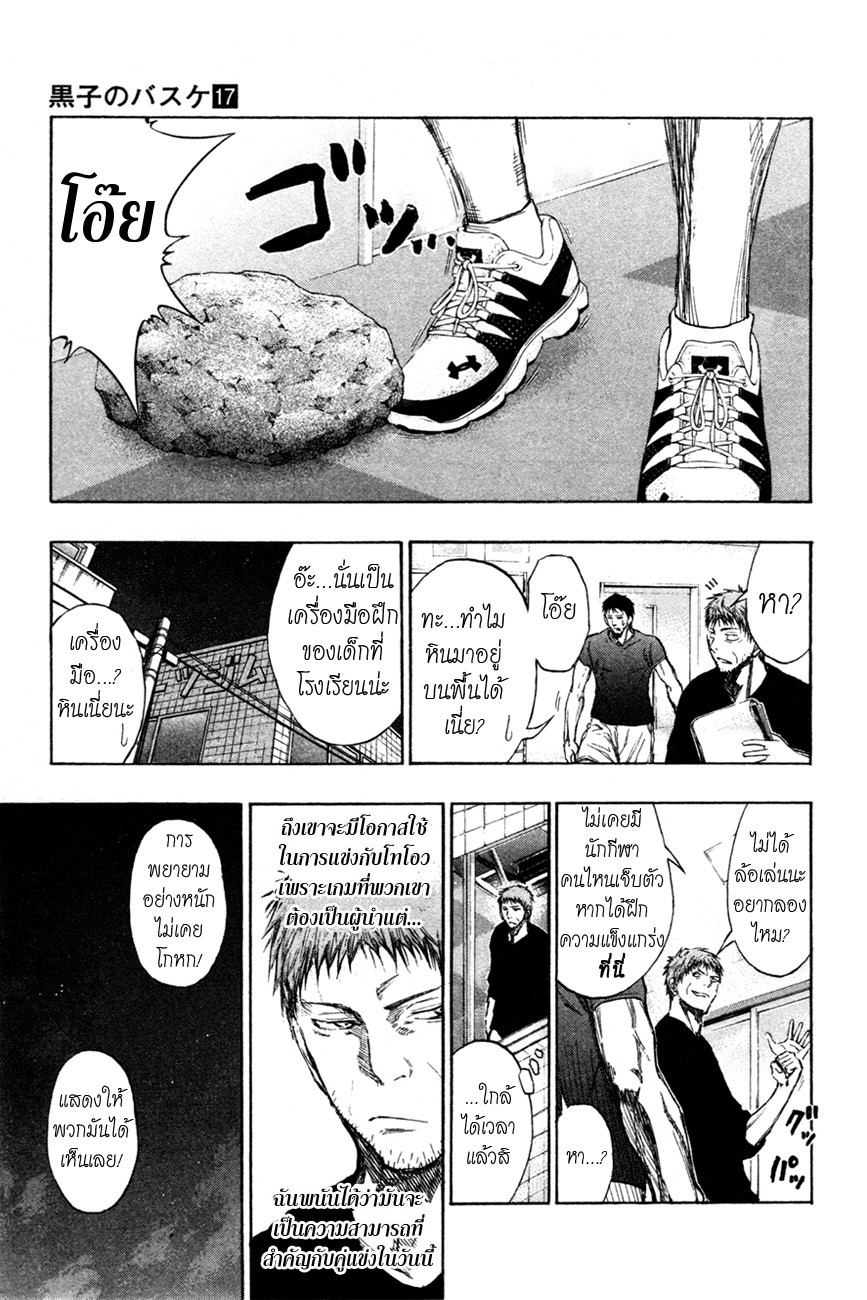 黒子のバスケ17
โอ๊ย
ゴツ...
หา?
โอ๊ย
ทะ...ทำไม
หินมาอยู่
บนพื้นได้
เนี่ย?
อ๊ะ...นั่นเป็น
เครื่องมือฝึก
ของเด็กที่
โรงเรียนน่ะ
เครื่อง
มือ...?
หินเนี่ยนะ
ไม่ได้
ล้อเล่นนะ
อยากลอง
ไหม?
ไม่เคยมี
นักกีฬา
คนไหนเจ็บตัว
หากได้ฝึก
ความแข็งแกร่ง
ที่นี่
หา...?
グッ
パッ
...ใกล้
ได้เวลา
แล้วสิ
ถึงเขาจะมีโอกาสใช้
ในการแข่งกับโทโอว
เพราะเกมที่พวกเขา
ต้องเป็นผู้นำแต่...
ฉันพนันได้ว่ามันจะ
เป็นความสามารถที่
สำคัญกับคู่แข่งในวันนี้
การ
พยายาม
อย่างหนัก
ไม่เคย
โกหก!
แสดงให้
พวกมันได้
เห็นเลย!